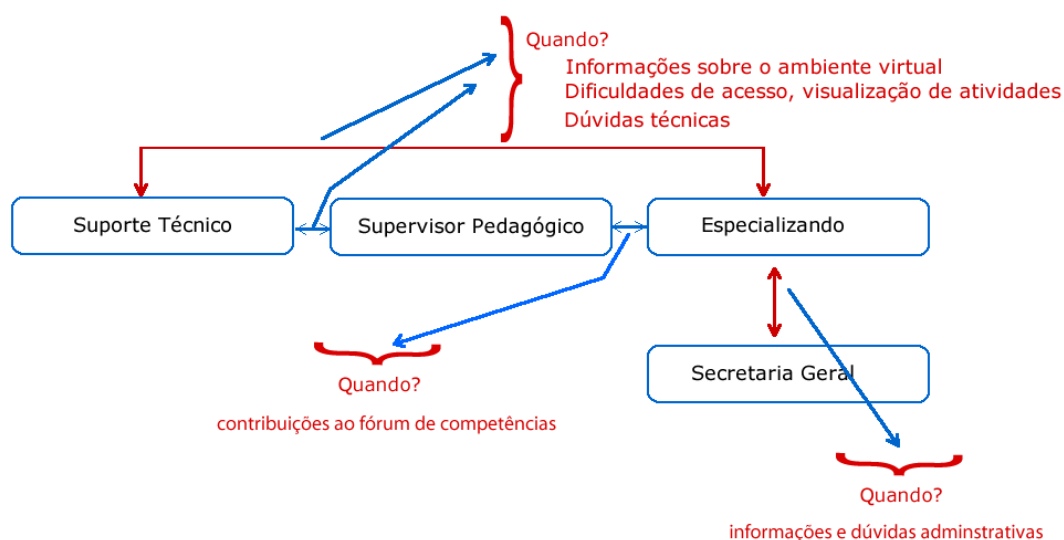 Quando?
Informações sobre o ambiente virtual
Dificuldades de acesso, visualização de atividades
Dúvidas técnicas
Suporte Técnico
Supervisor Pedagógico
Especializando
Secretaria Geral
Quando?
contribuições ao fórum de competências
Quando?
informações e dúvidas adminstrativas